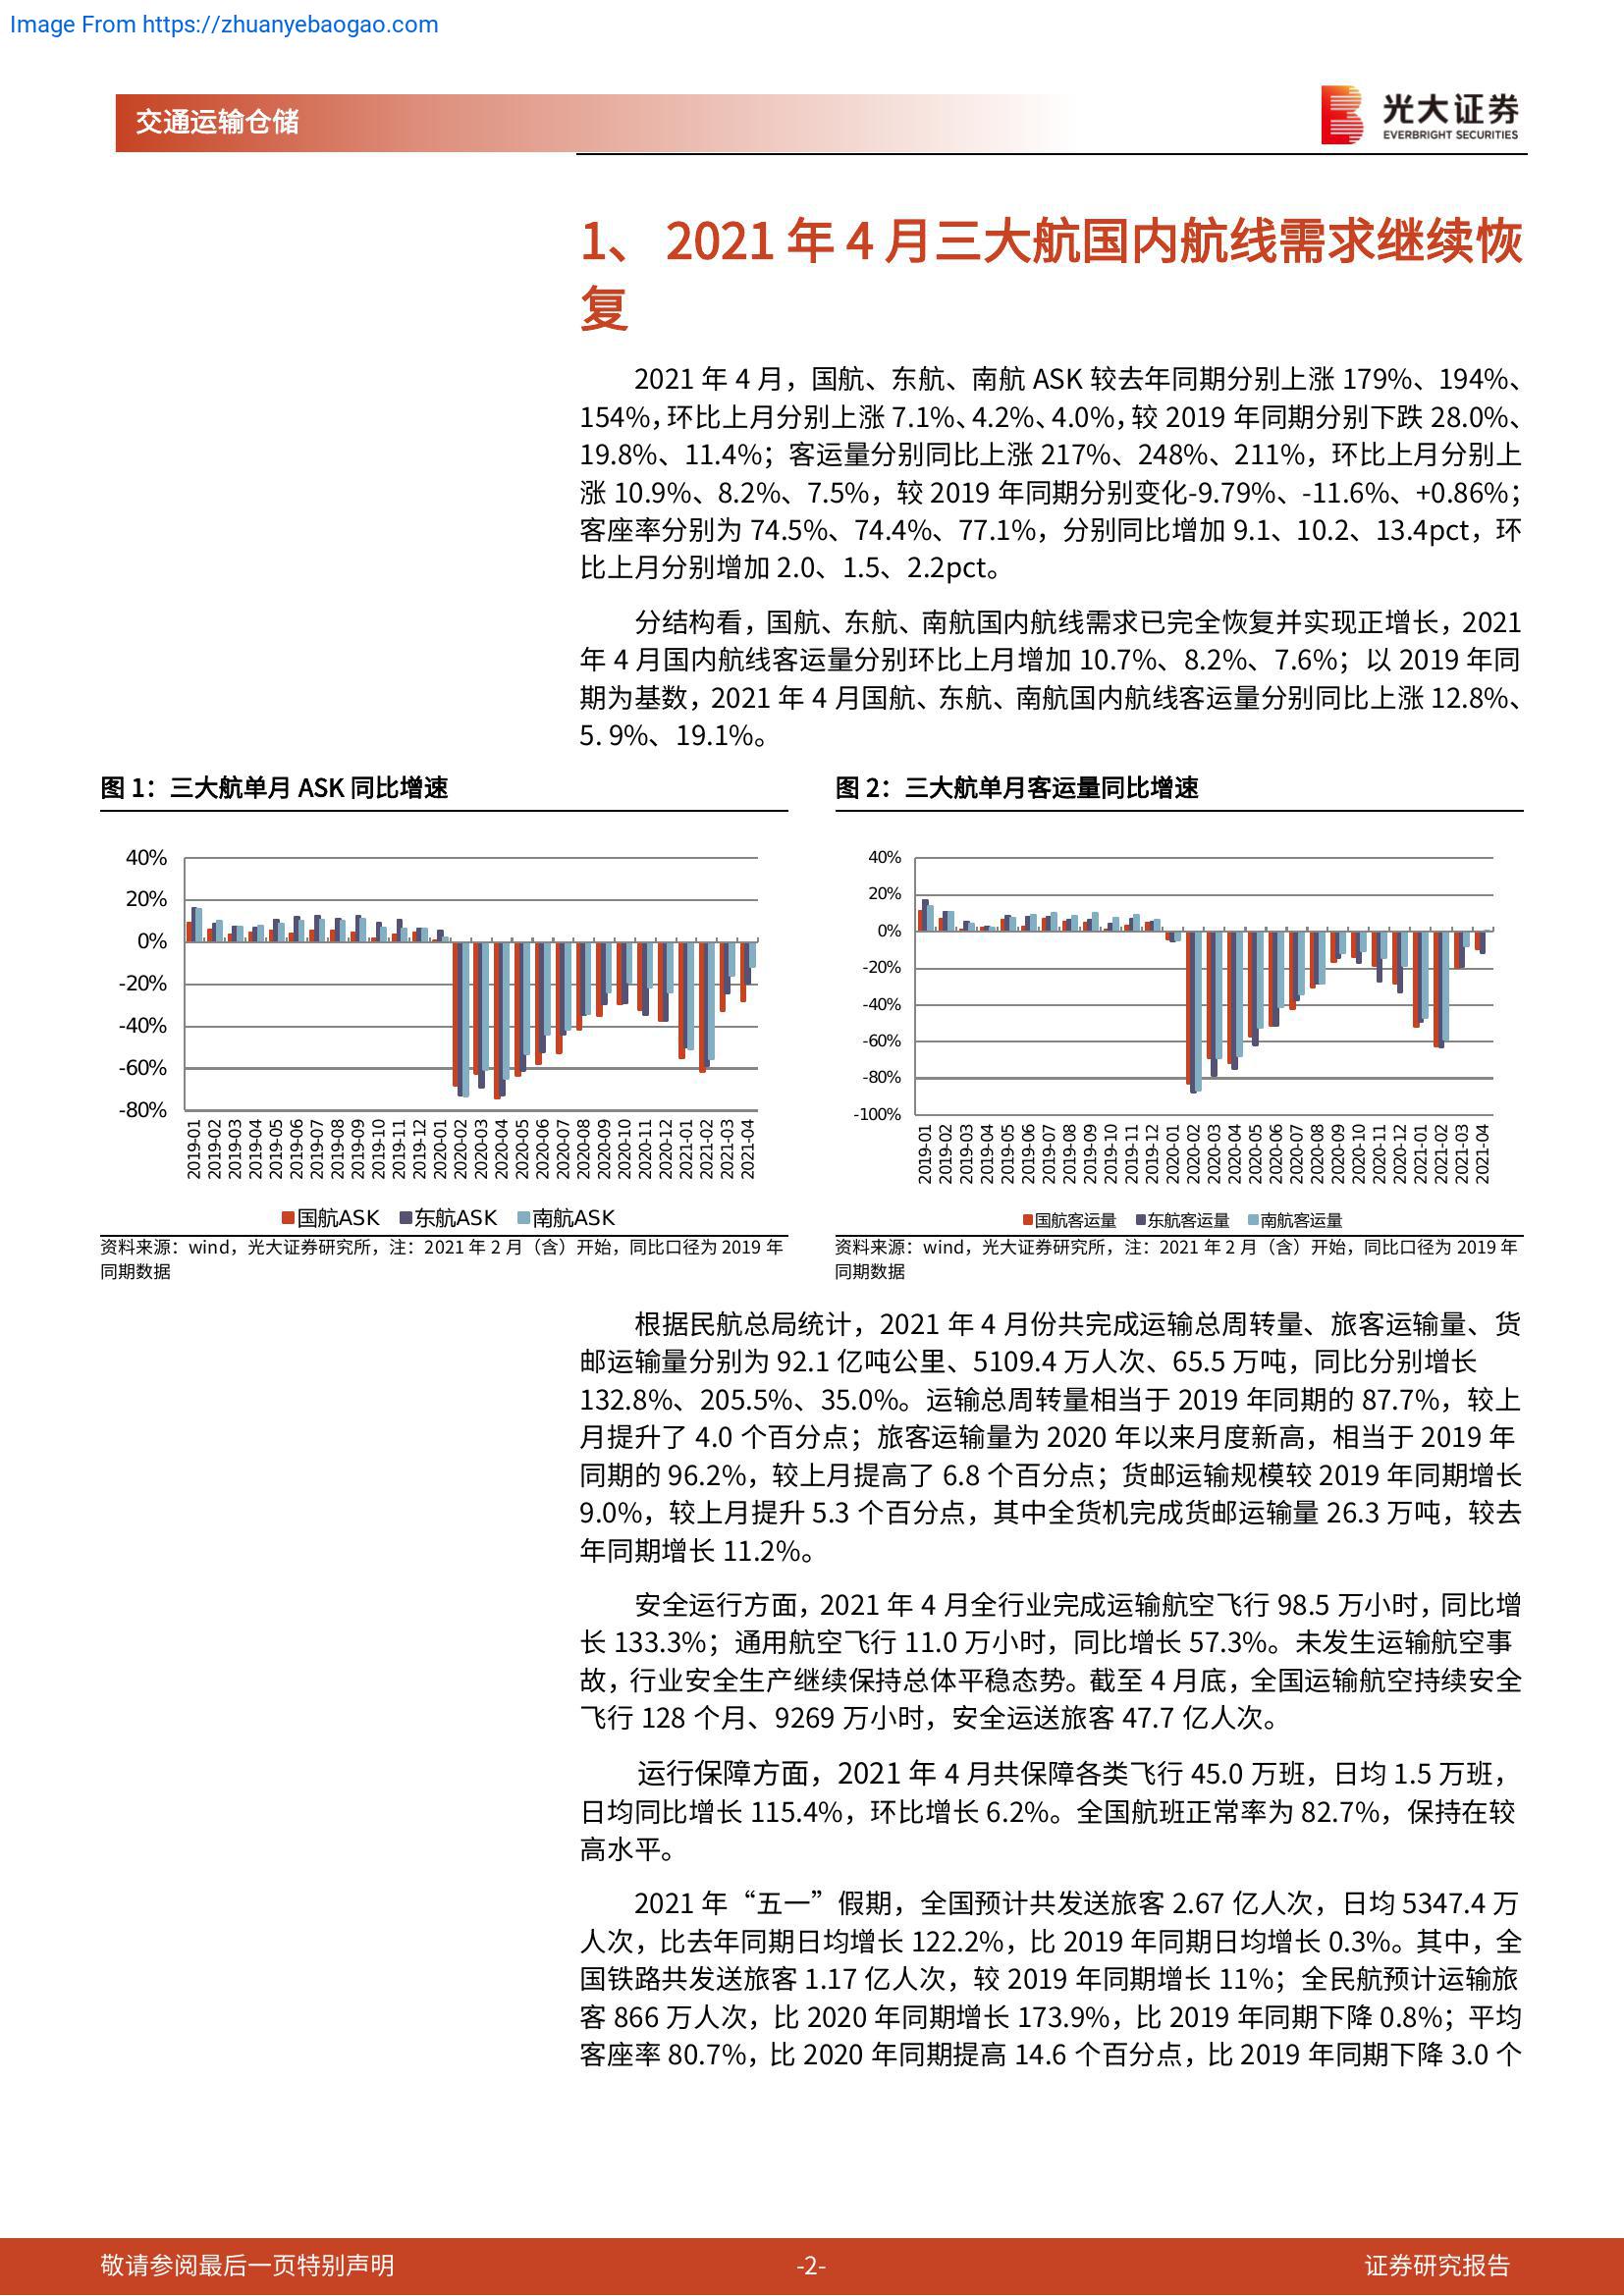 Image From https://zhuanyebaogao.com
交通运输仓储
光大证券
EVERBRIGHT SECURITIES
1、 2021 年 4 月三大航国内航线需求继续恢
复
2021 年 4 月，国航、东航、南航 ASK 较去年同期分别上涨 179%、194%、
154%，环比上月分别上涨 7.1%、4.2%、4.0%，较 2019 年同期分别下跌 28.0%、
19.8%、11.4%；客运量分别同比上涨 217%、248%、211%，环比上月分别上
涨 10.9%、8.2%、7.5%，较 2019 年同期分别变化-9.79%、-11.6%、+0.86%；
客座率分别为 74.5%、74.4%、77.1%，分别同比增加 9.1、10.2、13.4pct，环
比上月分别增加 2.0、1.5、2.2pct。
分结构看，国航、东航、南航国内航线需求已完全恢复并实现正增长，2021
年 4 月国内航线客运量分别环比上月增加 10.7%、8.2%、7.6%；以 2019 年同
期为基数，2021 年 4 月国航、东航、南航国内航线客运量分别同比上涨 12.8%、
5. 9%、19.1%。
图 1：三大航单月 ASK 同比增速
40%
20%
0%
-20%
-40%
-60%
-80%
2019-01
2019-02
2019-03
2019-04
2019-05
2019-06
2019-07
2019-08
2019-09
2019-10
2019-11
2019-12
2020-01
2020-02
2020-03
2020-04
2020-05
2020-06
2020-07
2020-08
2020-09
2020-10
2020-11
2020-12
2021-01
2021-02
2021-03
2021-04
国航ASK 东航ASK 南航ASK
资料来源：wind，光大证券研究所，注：2021 年 2 月（含）开始，同比口径为 2019 年
同期数据
图 2：三大航单月客运量同比增速
40%
20%
0%
-20%
-40%
-60%
-80%
-100%
2019-01
2019-02
2019-03
2019-04
2019-05
2019-06
2019-07
2019-08
2019-09
2019-10
2019-11
2019-12
2020-01
2020-02
2020-03
2020-04
2020-05
2020-06
2020-07
2020-08
2020-09
2020-10
2020-11
2020-12
2021-01
2021-02
2021-03
2021-04
国航客运量 东航客运量 南航客运量
资料来源：wind，光大证券研究所，注：2021 年 2 月（含）开始，同比口径为 2019 年
同期数据
根据民航总局统计，2021 年 4 月份共完成运输总周转量、旅客运输量、货
邮运输量分别为 92.1 亿吨公里、5109.4 万人次、65.5 万吨，同比分别增长
132.8%、205.5%、35.0%。运输总周转量相当于 2019 年同期的 87.7%，较上
月提升了 4.0 个百分点；旅客运输量为 2020 年以来月度新高，相当于 2019 年
同期的 96.2%，较上月提高了 6.8 个百分点；货邮运输规模较 2019 年同期增长
9.0%，较上月提升 5.3 个百分点，其中全货机完成货邮运输量 26.3 万吨，较去
年同期增长 11.2%。
安全运行方面，2021 年 4 月全行业完成运输航空飞行 98.5 万小时，同比增
长 133.3%；通用航空飞行 11.0 万小时，同比增长 57.3%。未发生运输航空事
故，行业安全生产继续保持总体平稳态势。截至 4 月底，全国运输航空持续安全
飞行 128 个月、9269 万小时，安全运送旅客 47.7 亿人次。
运行保障方面，2021 年 4 月共保障各类飞行 45.0 万班，日均 1.5 万班，
日均同比增长 115.4%，环比增长 6.2%。全国航班正常率为 82.7%，保持在较
高水平。
2021 年“五一”假期，全国预计共发送旅客 2.67 亿人次，日均 5347.4 万
人次，比去年同期日均增长 122.2%，比 2019 年同期日均增长 0.3%。其中，全
国铁路共发送旅客 1.17 亿人次，较 2019 年同期增长 11%；全民航预计运输旅
客 866 万人次，比 2020 年同期增长 173.9%，比 2019 年同期下降 0.8%；平均
客座率 80.7%，比 2020 年同期提高 14.6 个百分点，比 2019 年同期下降 3.0 个
敬请参阅最后一页特别声明
-2-
证券研究报告